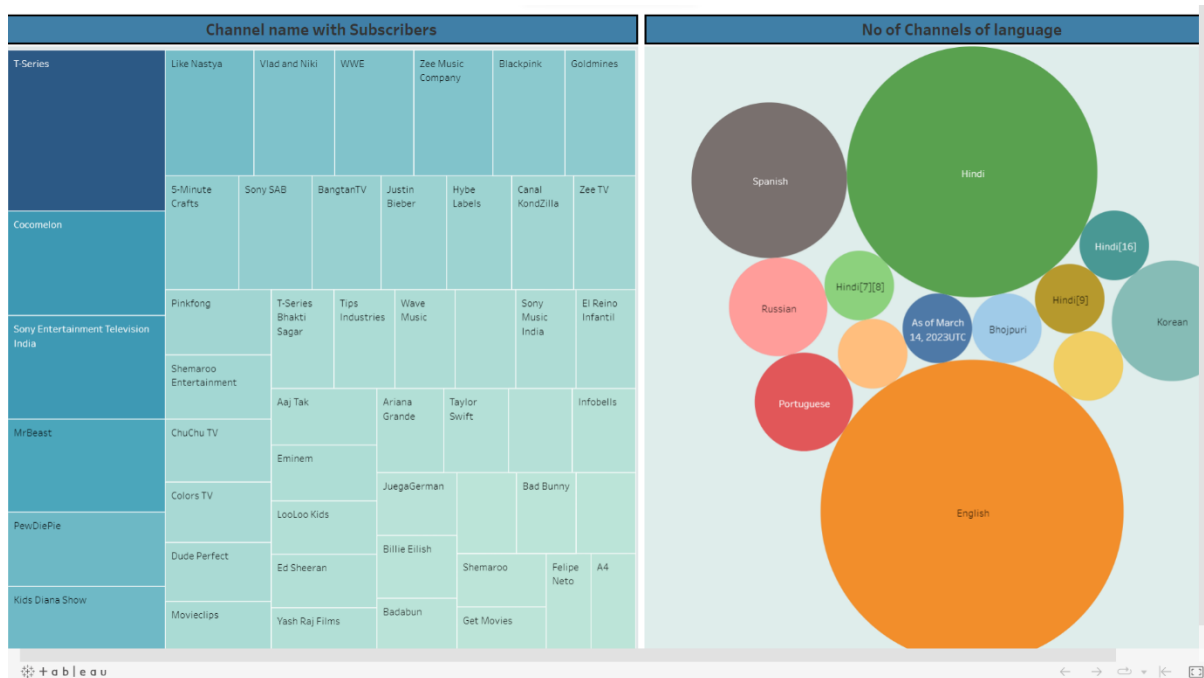 Channel name with Subscribers
T-Series
Cocomelon
Sony Entertainment Television
India
MrBeast
PewDiePie
Kids Diana Show
Like Nastya
Vlad and Niki
WWE
Zee Music
Company
Blackpink
Goldmines
5-Minute
Crafts
Sony SAB
BangtanTV
Justin
Bieber
Hybe
Labels
Canal
KondZilla
Zee TV
Pinkfong
Shemaroo
Entertainment
ChuChu TV
Colors TV
Dude Perfect
Movieclips
T-Series
Bhakti
Sagar
Tips
Industries
Wave
Music
Sony
Music
India
El Reino
Infantil
Aaj Tak
Eminem
LooLoo Kids
Ed Sheeran
Yash Raj Films
Ariana
Grande
Taylor
Swift
Infobells
JuegaGerman
Billie Eilish
Badabun
Bad Bunny
Shemaroo
Get Movies
Felipe
Neto
A4
No of Channels of language
Spanish
Hindi
Hindi[16]
Hindi[7][8]
Hindi[9]
Russian
As of March
14, 2023UTC
Bhojpuri
Korean
Portuguese
English
+ableau